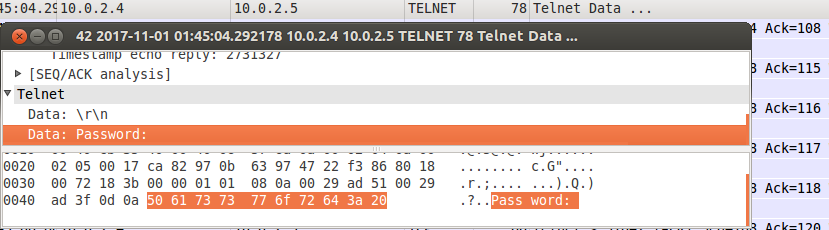 45:04.29 10.0.2.4 10.0.2.5 TELNET 78 Telnet Data ...
42 2017-11-01 01:45:04.292178 10.0.2.4 10.0.2.5 TELNET 78 Telnet Data ...
4 Ack=108
Timestamp echo reply: 2731327
[SEQ/ACK analysis]
8 Ack=115
Telnet
Data: \r\n
8 Ack=116
Data: Password:
3 Ack=117
0020 02 05 00 17 ca 82 97 0b 63 97 47 22 f3 86 80 18 ........ c.G"....
0030 00 72 18 3b 00 00 01 01 08 0a 00 29 ad 51 00 29 .r.;.... ...).Q.)
3 Ack=118
0040 ad 3f 0d 0a 50 61 73 73 77 6f 72 64 3a 20 .?..Pass word:
Ack=120